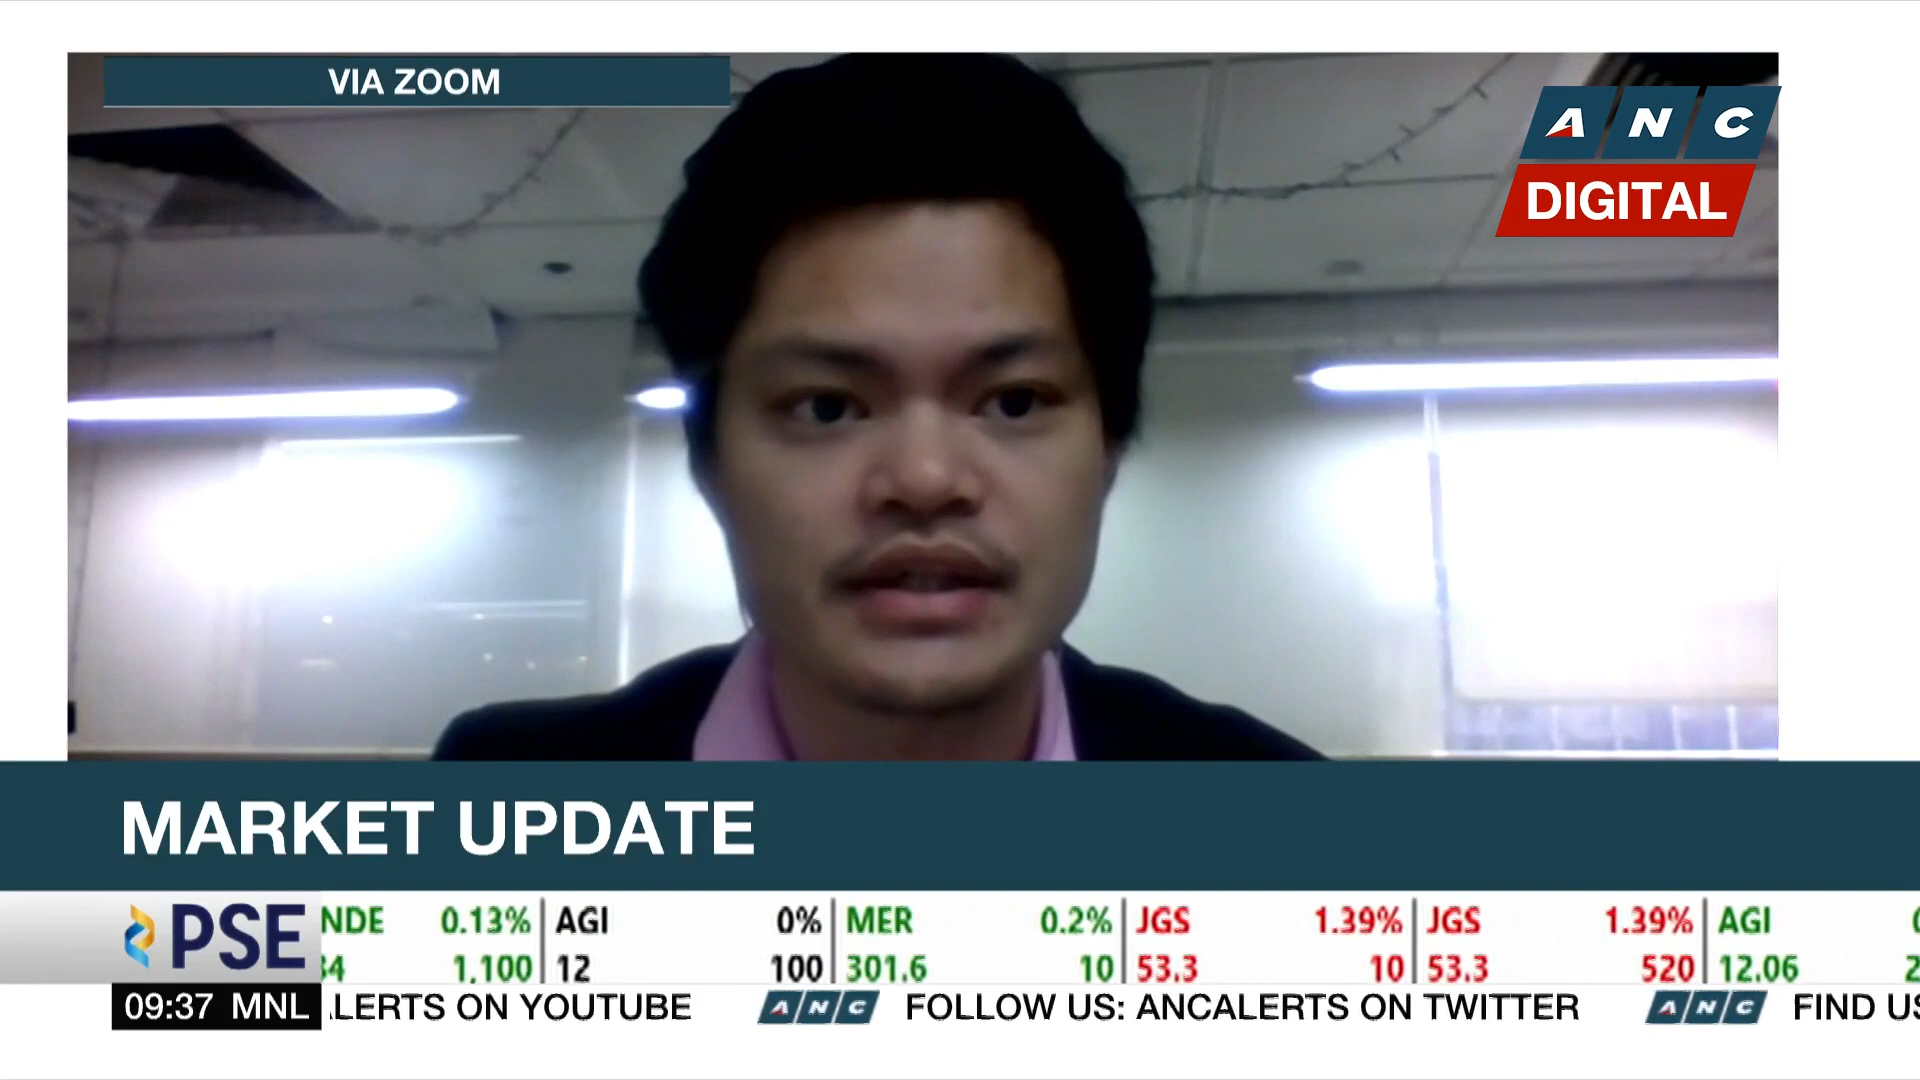 VIA ZOOM
ANC
DIGITAL
MARKET UPDATE
PSE
NDE 0.13% AGI 0% MER 0.2% JGS 1.39% JGS 1.39% AGI
34 1,100 12 100 301.6 10 53.3 10 53.3 520 12.06 2
09:37 MNL LERTS ON YOUTUBE ANC FOLLOW US: ANCALERTS ON TWITTER ANC FIND US